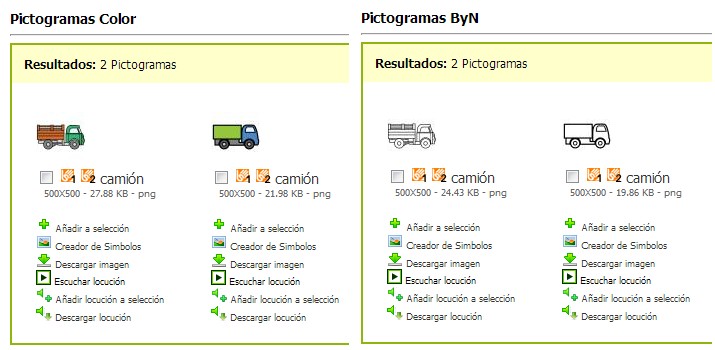 Pictogramas Color
Resultados: 2 Pictogramas
1 2 camión
500X500 - 27.88 KB - png
Añadir a selección
Creador de Simbolos
Descargar imagen
Escuchar locución
Añadir locución a selección
Descargar locución
1 2 camión
500X500 - 21.98 KB - png
Añadir a selección
Creador de Simbolos
Descargar imagen
Escuchar locución
Añadir locución a selección
Descargar locución
Pictogramas ByN
Resultados: 2 Pictogramas
1 2 camión
500X500 - 24.43 KB - png
Añadir a selección
Creador de Simbolos
Descargar imagen
Escuchar locución
Añadir locución a selección
Descargar locución
1 2 camión
500X500 - 19.86 KB - png
Añadir a selección
Creador de Simbolos
Descargar imagen
Escuchar locución
Añadir locución a selección
Descargar locución